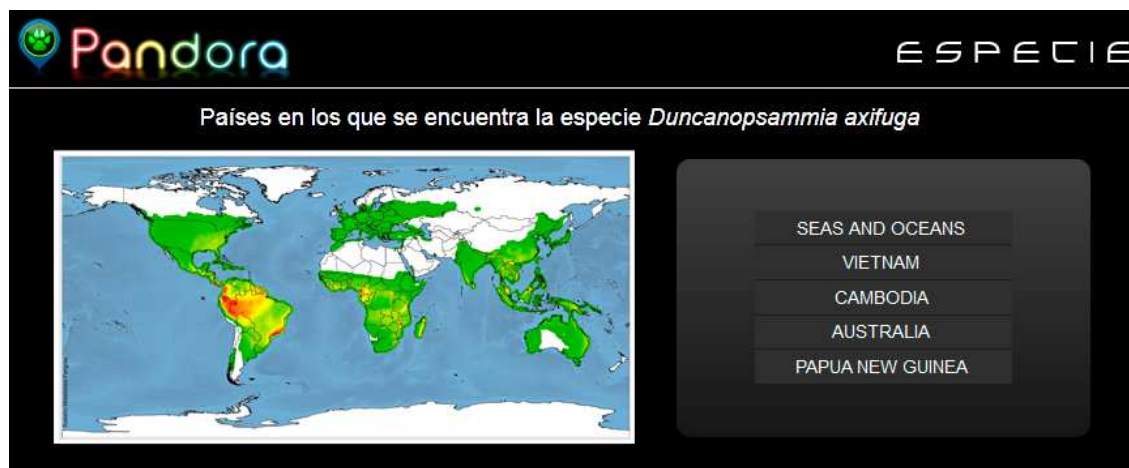 Pandora
ESPECIE
Países en los que se encuentra la especie Duncanopsammia axifuga
SEAS AND OCEANS
VIETNAM
CAMBODIA
AUSTRALIA
PAPUA NEW GUINEA